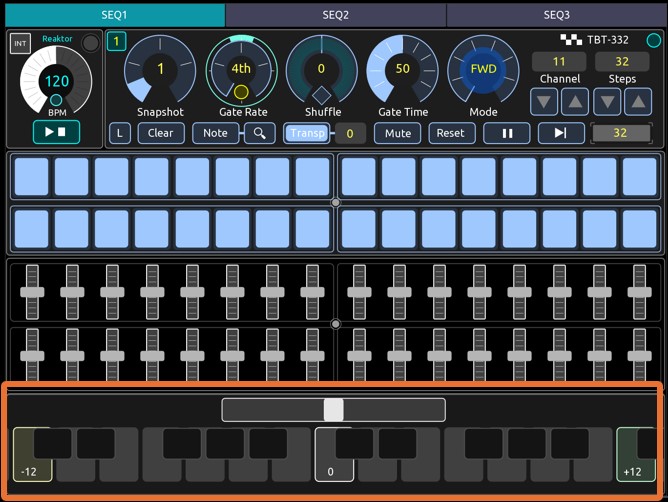 SEQ1 SEQ2 SEQ3
INT Reaktor 1 TBT-332
120 1 4th 0 50 FWD 11 32
BPM Channel Steps
Snapshot Gate Rate Shuffle Gate Time Mode
L Clear Note Transp 0 Mute Reset 32
-12 0 +12